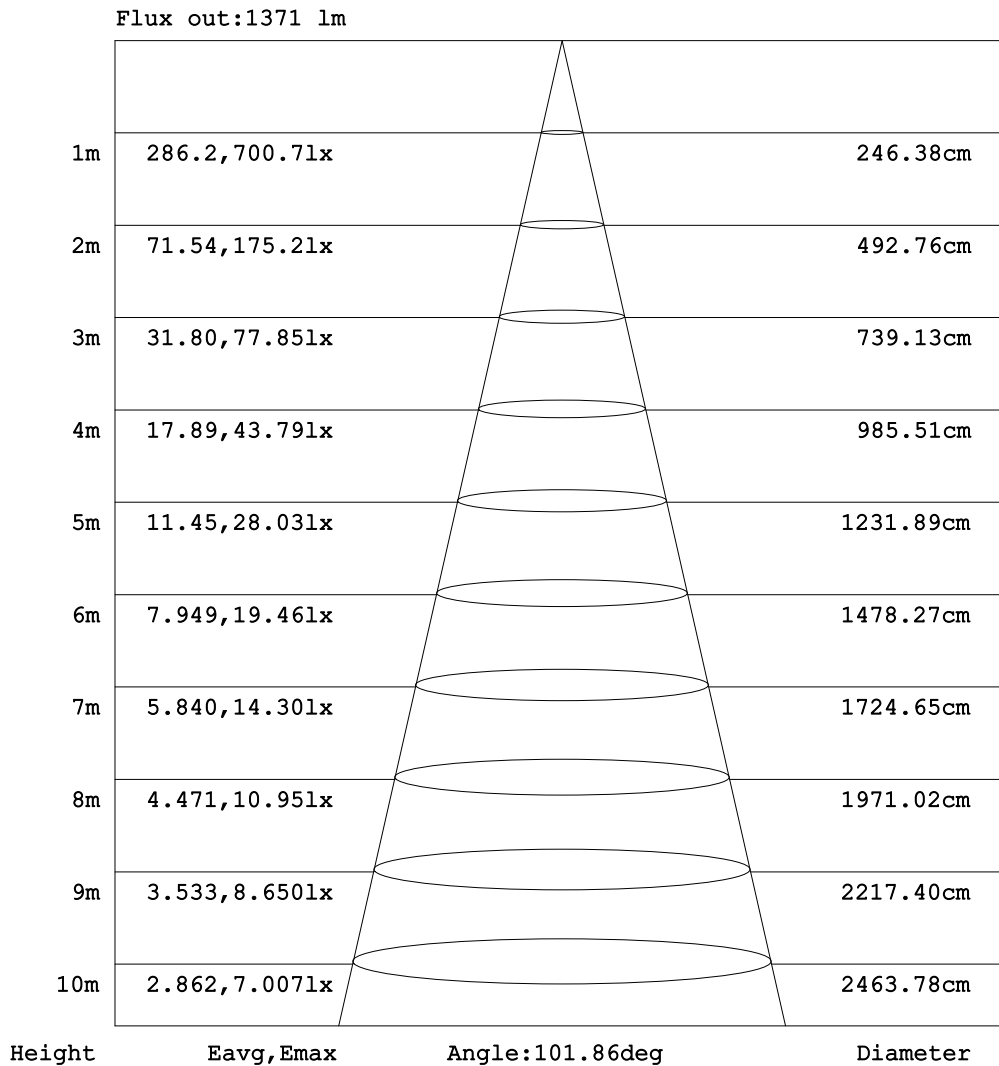 Flux out:1371 lm
1m 286.2,700.7lx 246.38cm
2m 71.54,175.2lx 492.76cm
3m 31.80,77.85lx 739.13cm
4m 17.89,43.79lx 985.51cm
5m 11.45,28.03lx 1231.89cm
6m 7.949,19.46lx 1478.27cm
7m 5.840,14.30lx 1724.65cm
8m 4.471,10.95lx 1971.02cm
9m 3.533,8.650lx 2217.40cm
10m 2.862,7.007lx 2463.78cm
Height Eavg,Emax Angle:101.86deg Diameter